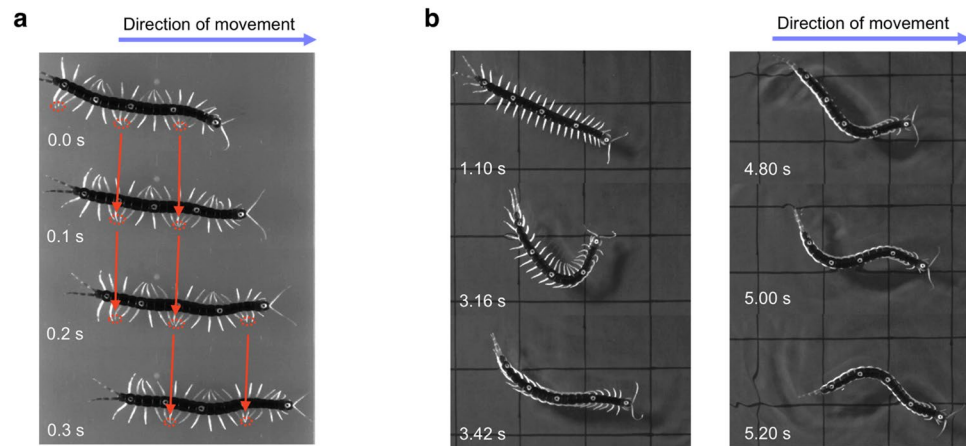 a
Direction of movement
0.0 s
0.1 s
0.2 s
0.3 s
b
1.10 s
3.16 s
3.42 s
Direction of movement
4.80 s
5.00 s
5.20 s